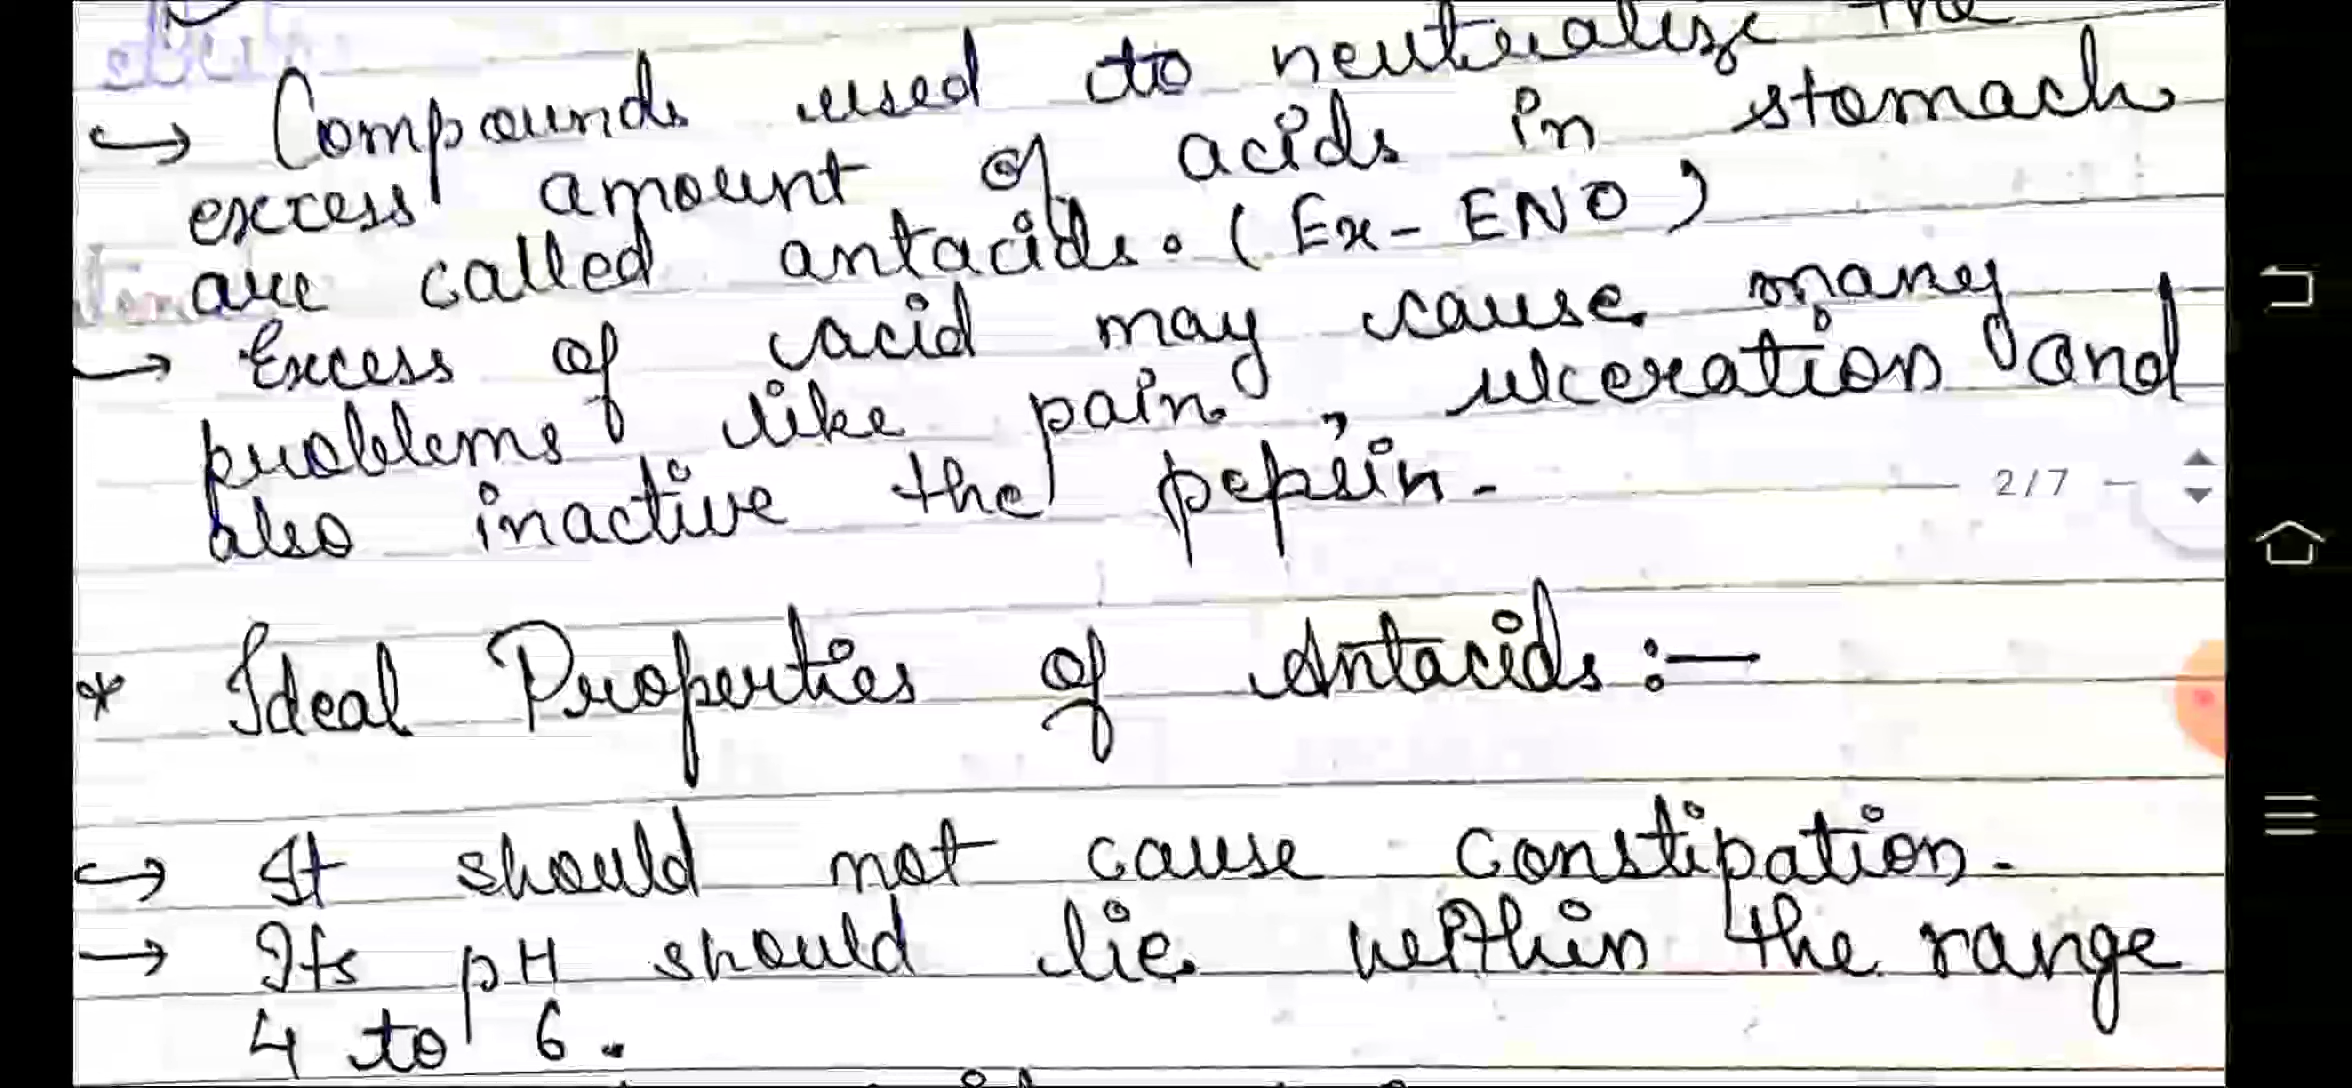 → Compounds used to neutralize the
excess amount of acids in stomach
are called antacids. (Ex- ENO)
→ Excess of acid may cause many
problems like pain, ulceration and
also inactive the pepsin.
2/7
* Ideal Properties of Antacids :—
→ It should not cause constipation.
→ Its pH should lie within the range
4 to 6.